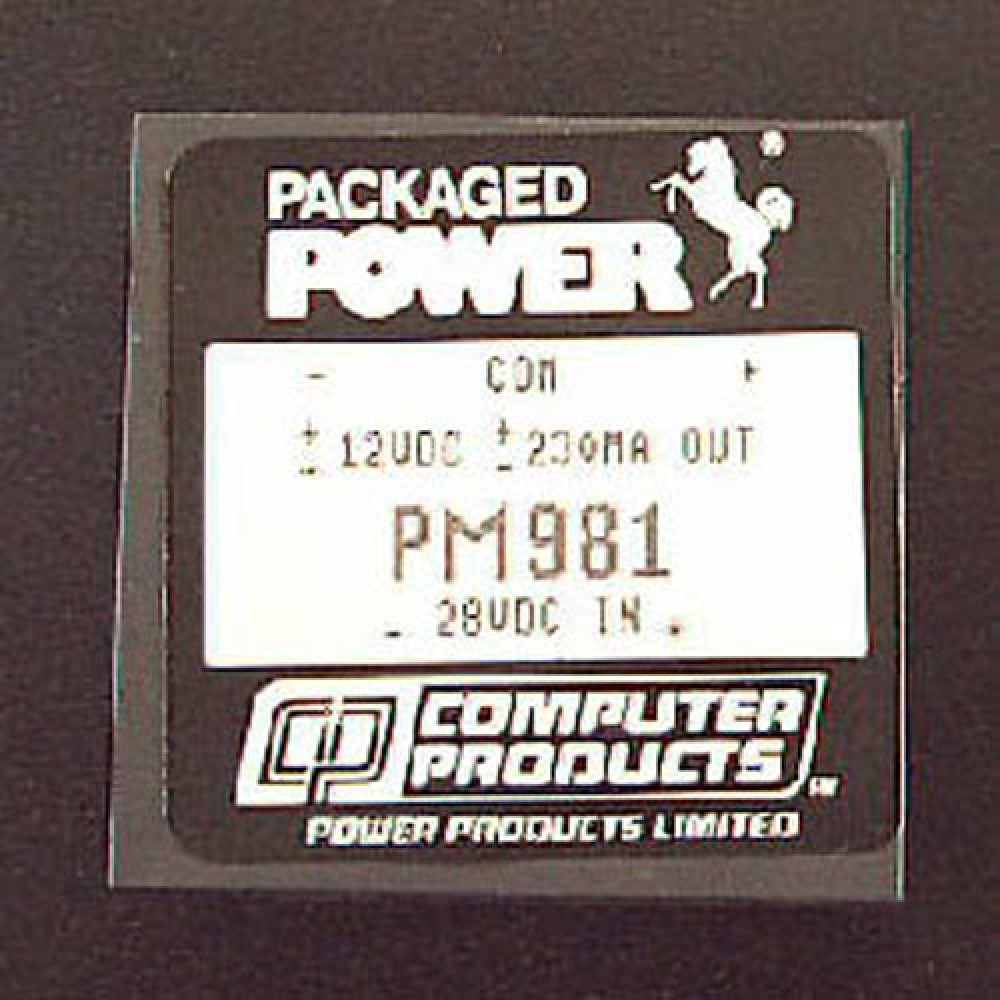 PACKAGED
POWER
- COM +
± 12VDC ± 230MA OUT
PM981
- 28VDC IN +
COMPUTER
PRODUCTS
POWER PRODUCTS LIMITED